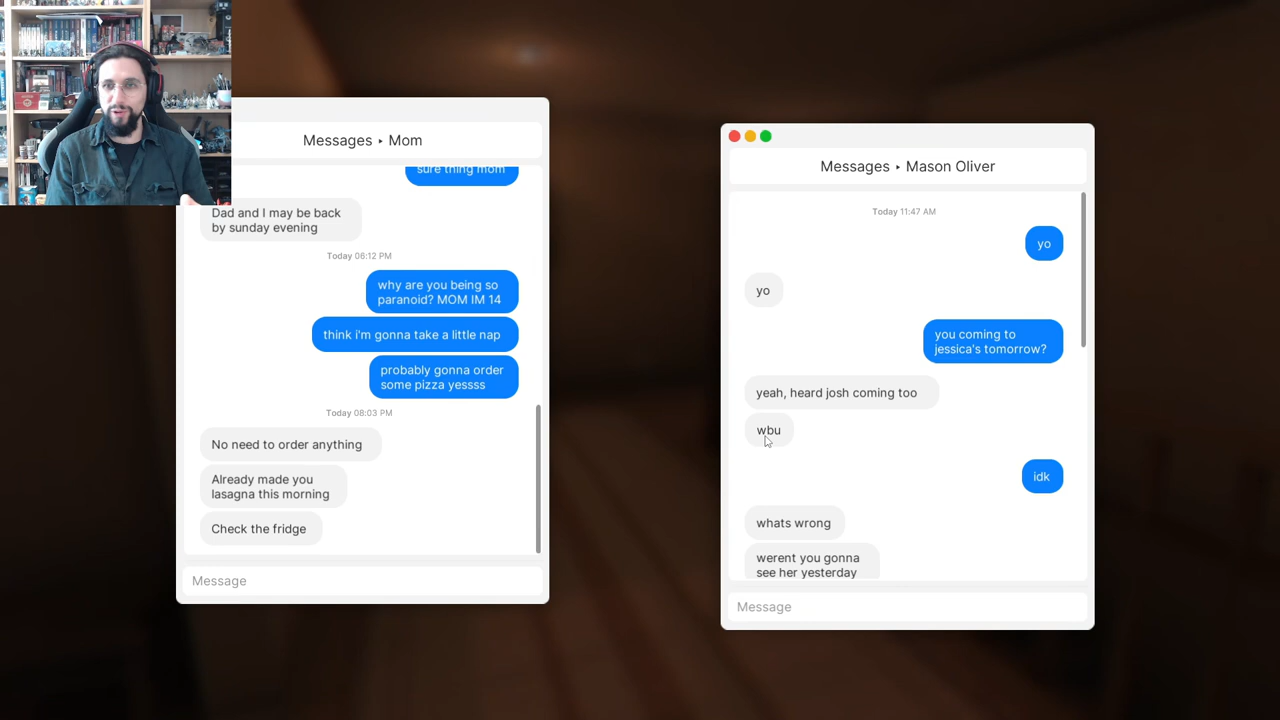 Messages ‣ Mom
sure thing mom
Dad and I may be back
by sunday evening
Today 06:12 PM
why are you being so
paranoid? MOM IM 14
think i'm gonna take a little nap
probably gonna order
some pizza yessss
Today 08:03 PM
No need to order anything
Already made you
lasagna this morning
Check the fridge
Message
Messages ‣ Mason Oliver
Today 11:47 AM
yo
yo
you coming to
jessica's tomorrow?
yeah, heard josh coming too
wbu
idk
whats wrong
werent you gonna
see her yesterday
Message